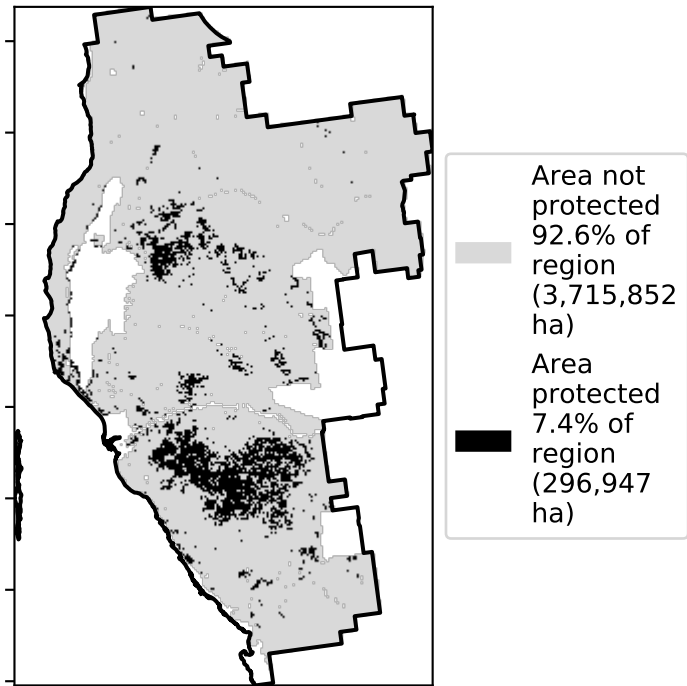 Area not
protected
92.6% of
region
(3,715,852
ha)
Area
protected
7.4% of
region
(296,947
ha)